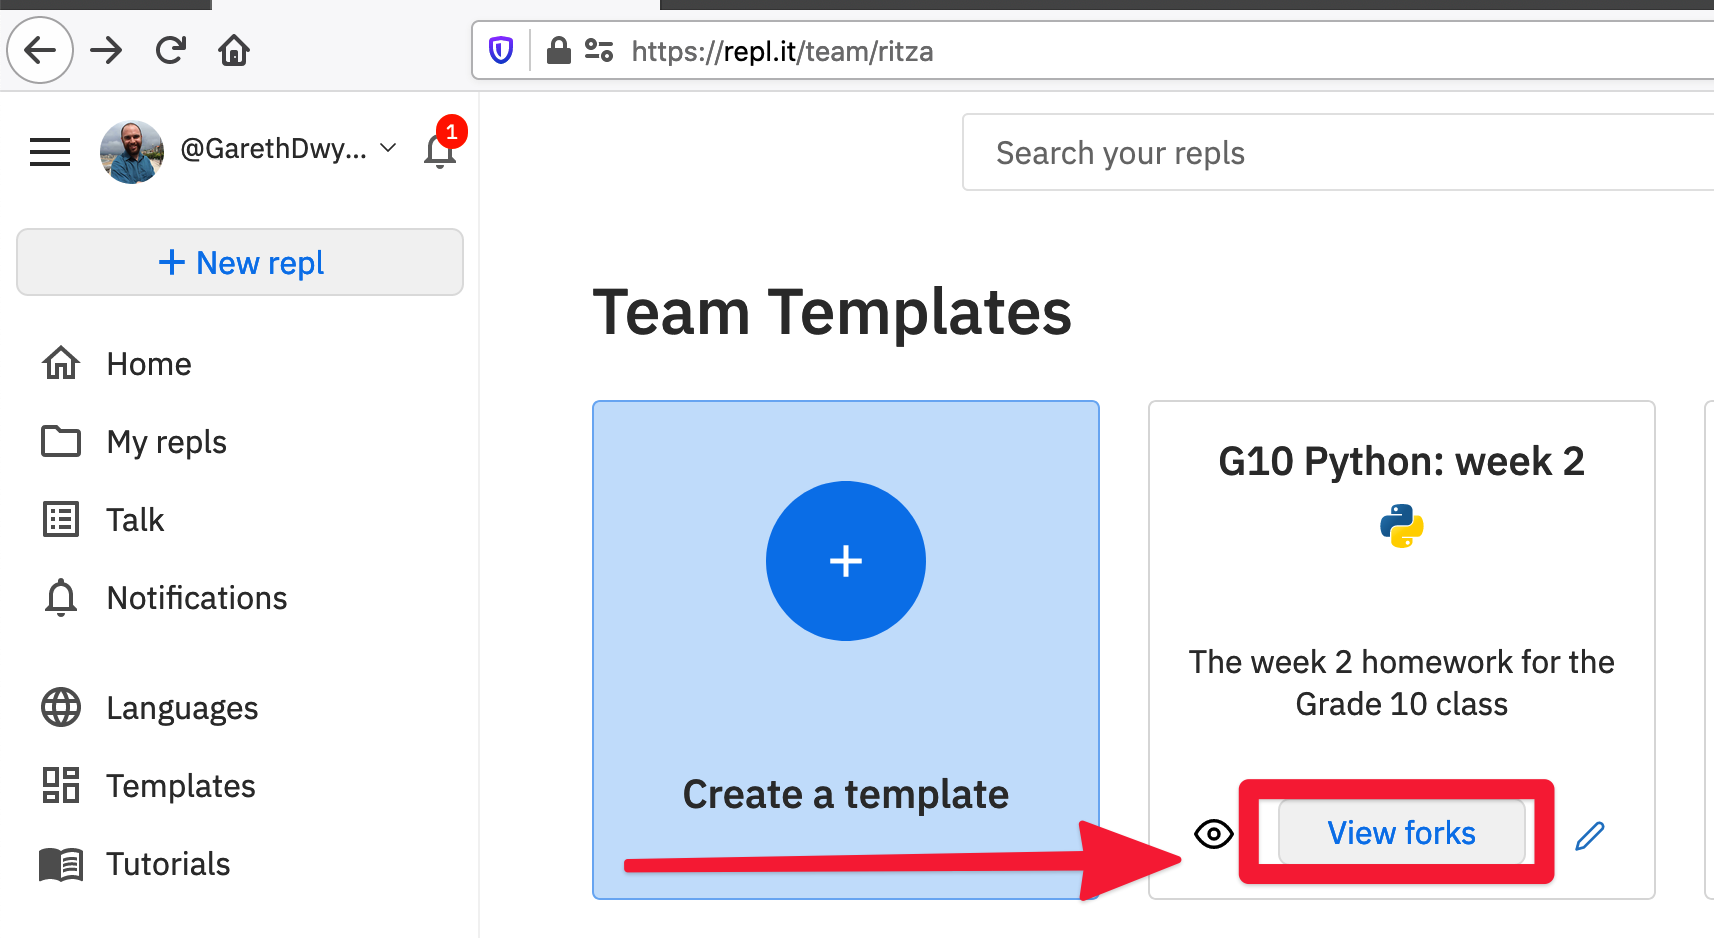 https://repl.it/team/ritza
@GarethDwy...
1
Search your repls
+ New repl
Home
My repls
Talk
Notifications
Languages
Templates
Tutorials
Team Templates
+
Create a template
G10 Python: week 2
The week 2 homework for the
Grade 10 class
View forks